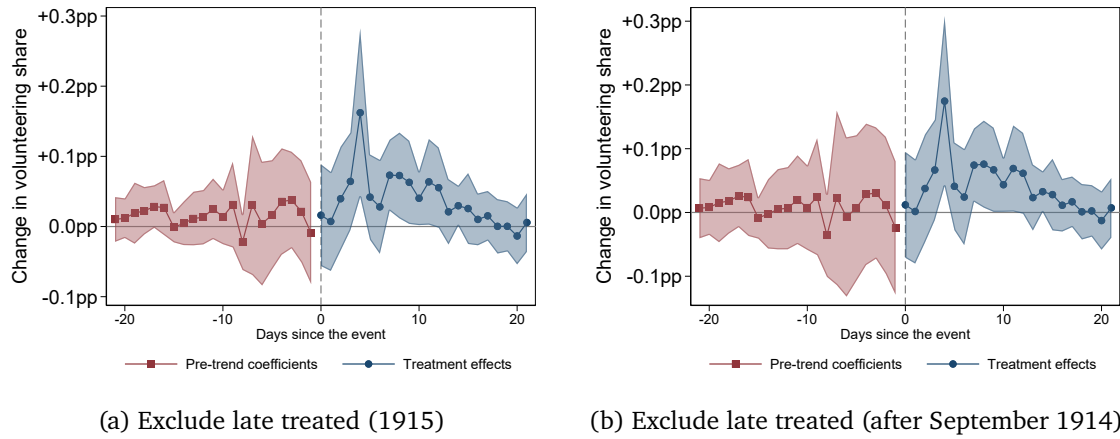 +0.3pp
+0.2pp
+0.1pp
0.0pp
-0.1pp
Change in volunteering share
-20 -10 0 10 20
Days since the event
Pre-trend coefficients Treatment effects
(a) Exclude late treated (1915)
+0.3pp
+0.2pp
+0.1pp
0.0pp
-0.1pp
Change in volunteering share
-20 -10 0 10 20
Days since the event
Pre-trend coefficients Treatment effects
(b) Exclude late treated (after September 1914)